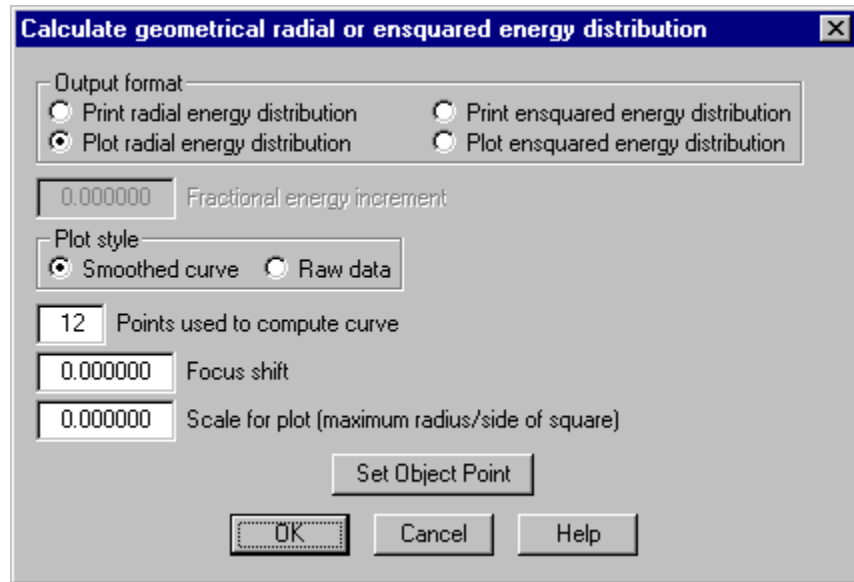 Calculate geometrical radial or ensquared energy distribution
Output format
Print radial energy distribution Print ensquared energy distribution
Plot radial energy distribution Plot ensquared energy distribution
0.000000 Fractional energy increment
Plot style
Smoothed curve Raw data
12 Points used to compute curve
0.000000 Focus shift
0.000000 Scale for plot (maximum radius/side of square)
Set Object Point
OK Cancel Help